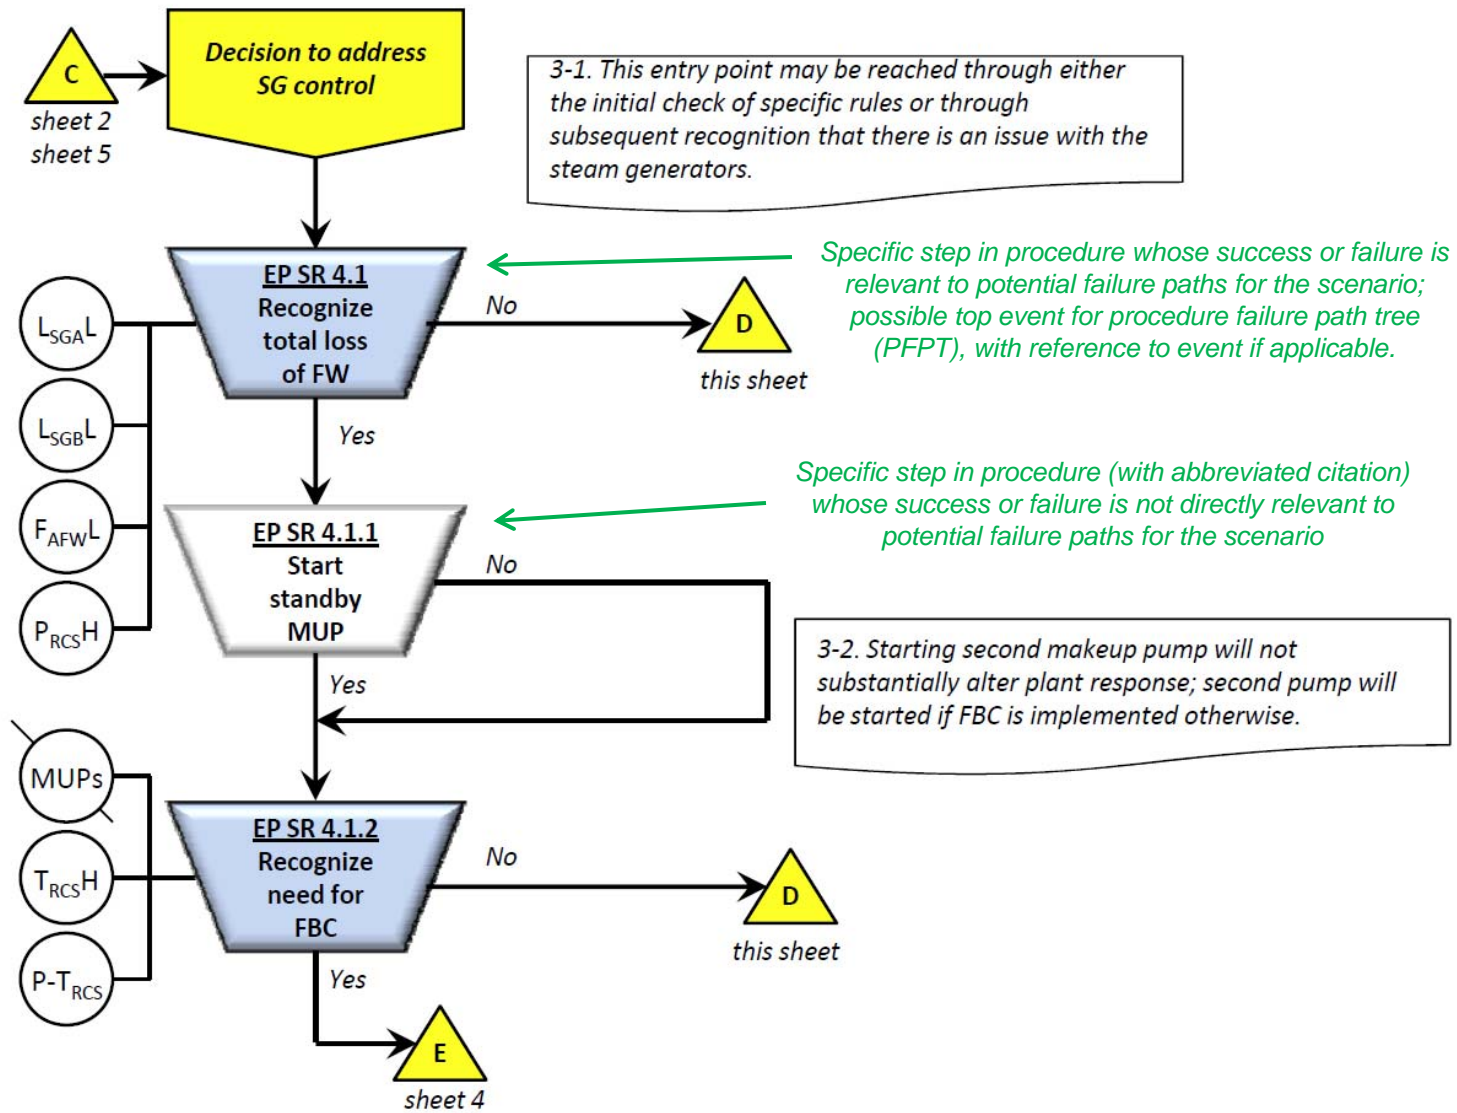 Decision to address
SG control
C
sheet 2
sheet 5
3-1. This entry point may be reached through either
the initial check of specific rules or through
subsequent recognition that there is an issue with the
steam generators.
EP SR 4.1
Recognize
total loss
of FW
No
D
this sheet
Specific step in procedure whose success or failure is
relevant to potential failure paths for the scenario;
possible top event for procedure failure path tree
(PFPT), with reference to event if applicable.
LSGAL
LSGBL
FAFWL
PRCSH
Yes
Specific step in procedure (with abbreviated citation)
whose success or failure is not directly relevant to
potential failure paths for the scenario
EP SR 4.1.1
Start
standby
MUP
No
Yes
3-2. Starting second makeup pump will not
substantially alter plant response; second pump will
be started if FBC is implemented otherwise.
MUPs
TRCSH
P-TRCS
EP SR 4.1.2
Recognize
need for
FBC
No
D
this sheet
Yes
E
sheet 4